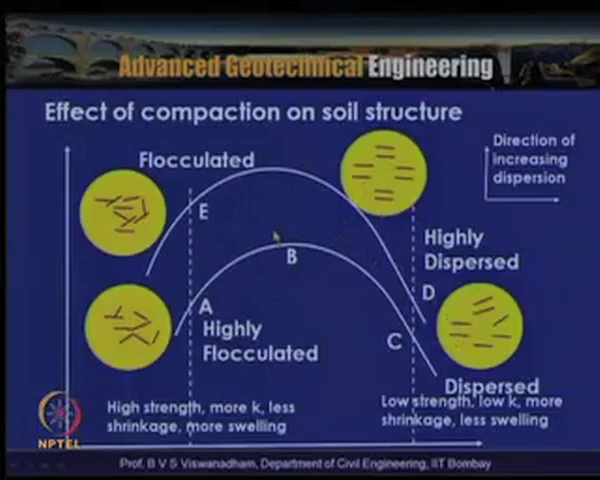 Advanced Geotechnical Engineering
Effect of compaction on soil structure
Direction of
increasing
dispersion
Flocculated
E
Highly
Dispersed
B
D
A
Highly
Flocculated
C
Dispersed
High strength, more k, less
shrinkage, more swelling
Low strength, low k, more
shrinkage, less swelling
NPTEL
Prof. B V S Viswanadham, Department of Civil Engineering, IIT Bombay